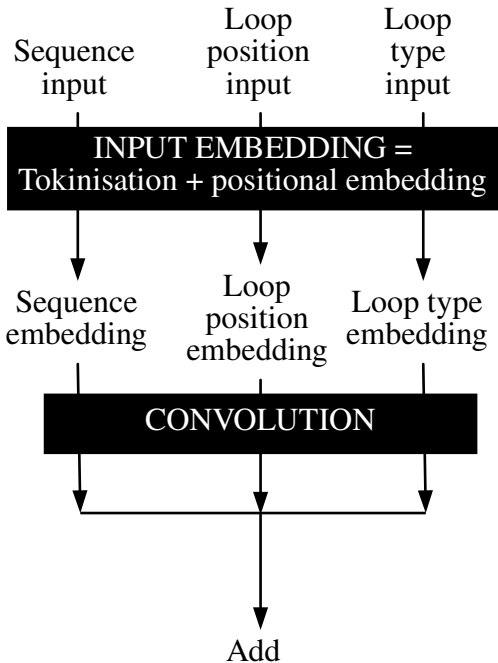 Sequence
input
Loop
position
input
Loop
type
input
INPUT EMBEDDING =
Tokinisation + positional embedding
Sequence
embedding
Loop
position
embedding
Loop type
embedding
CONVOLUTION
Add